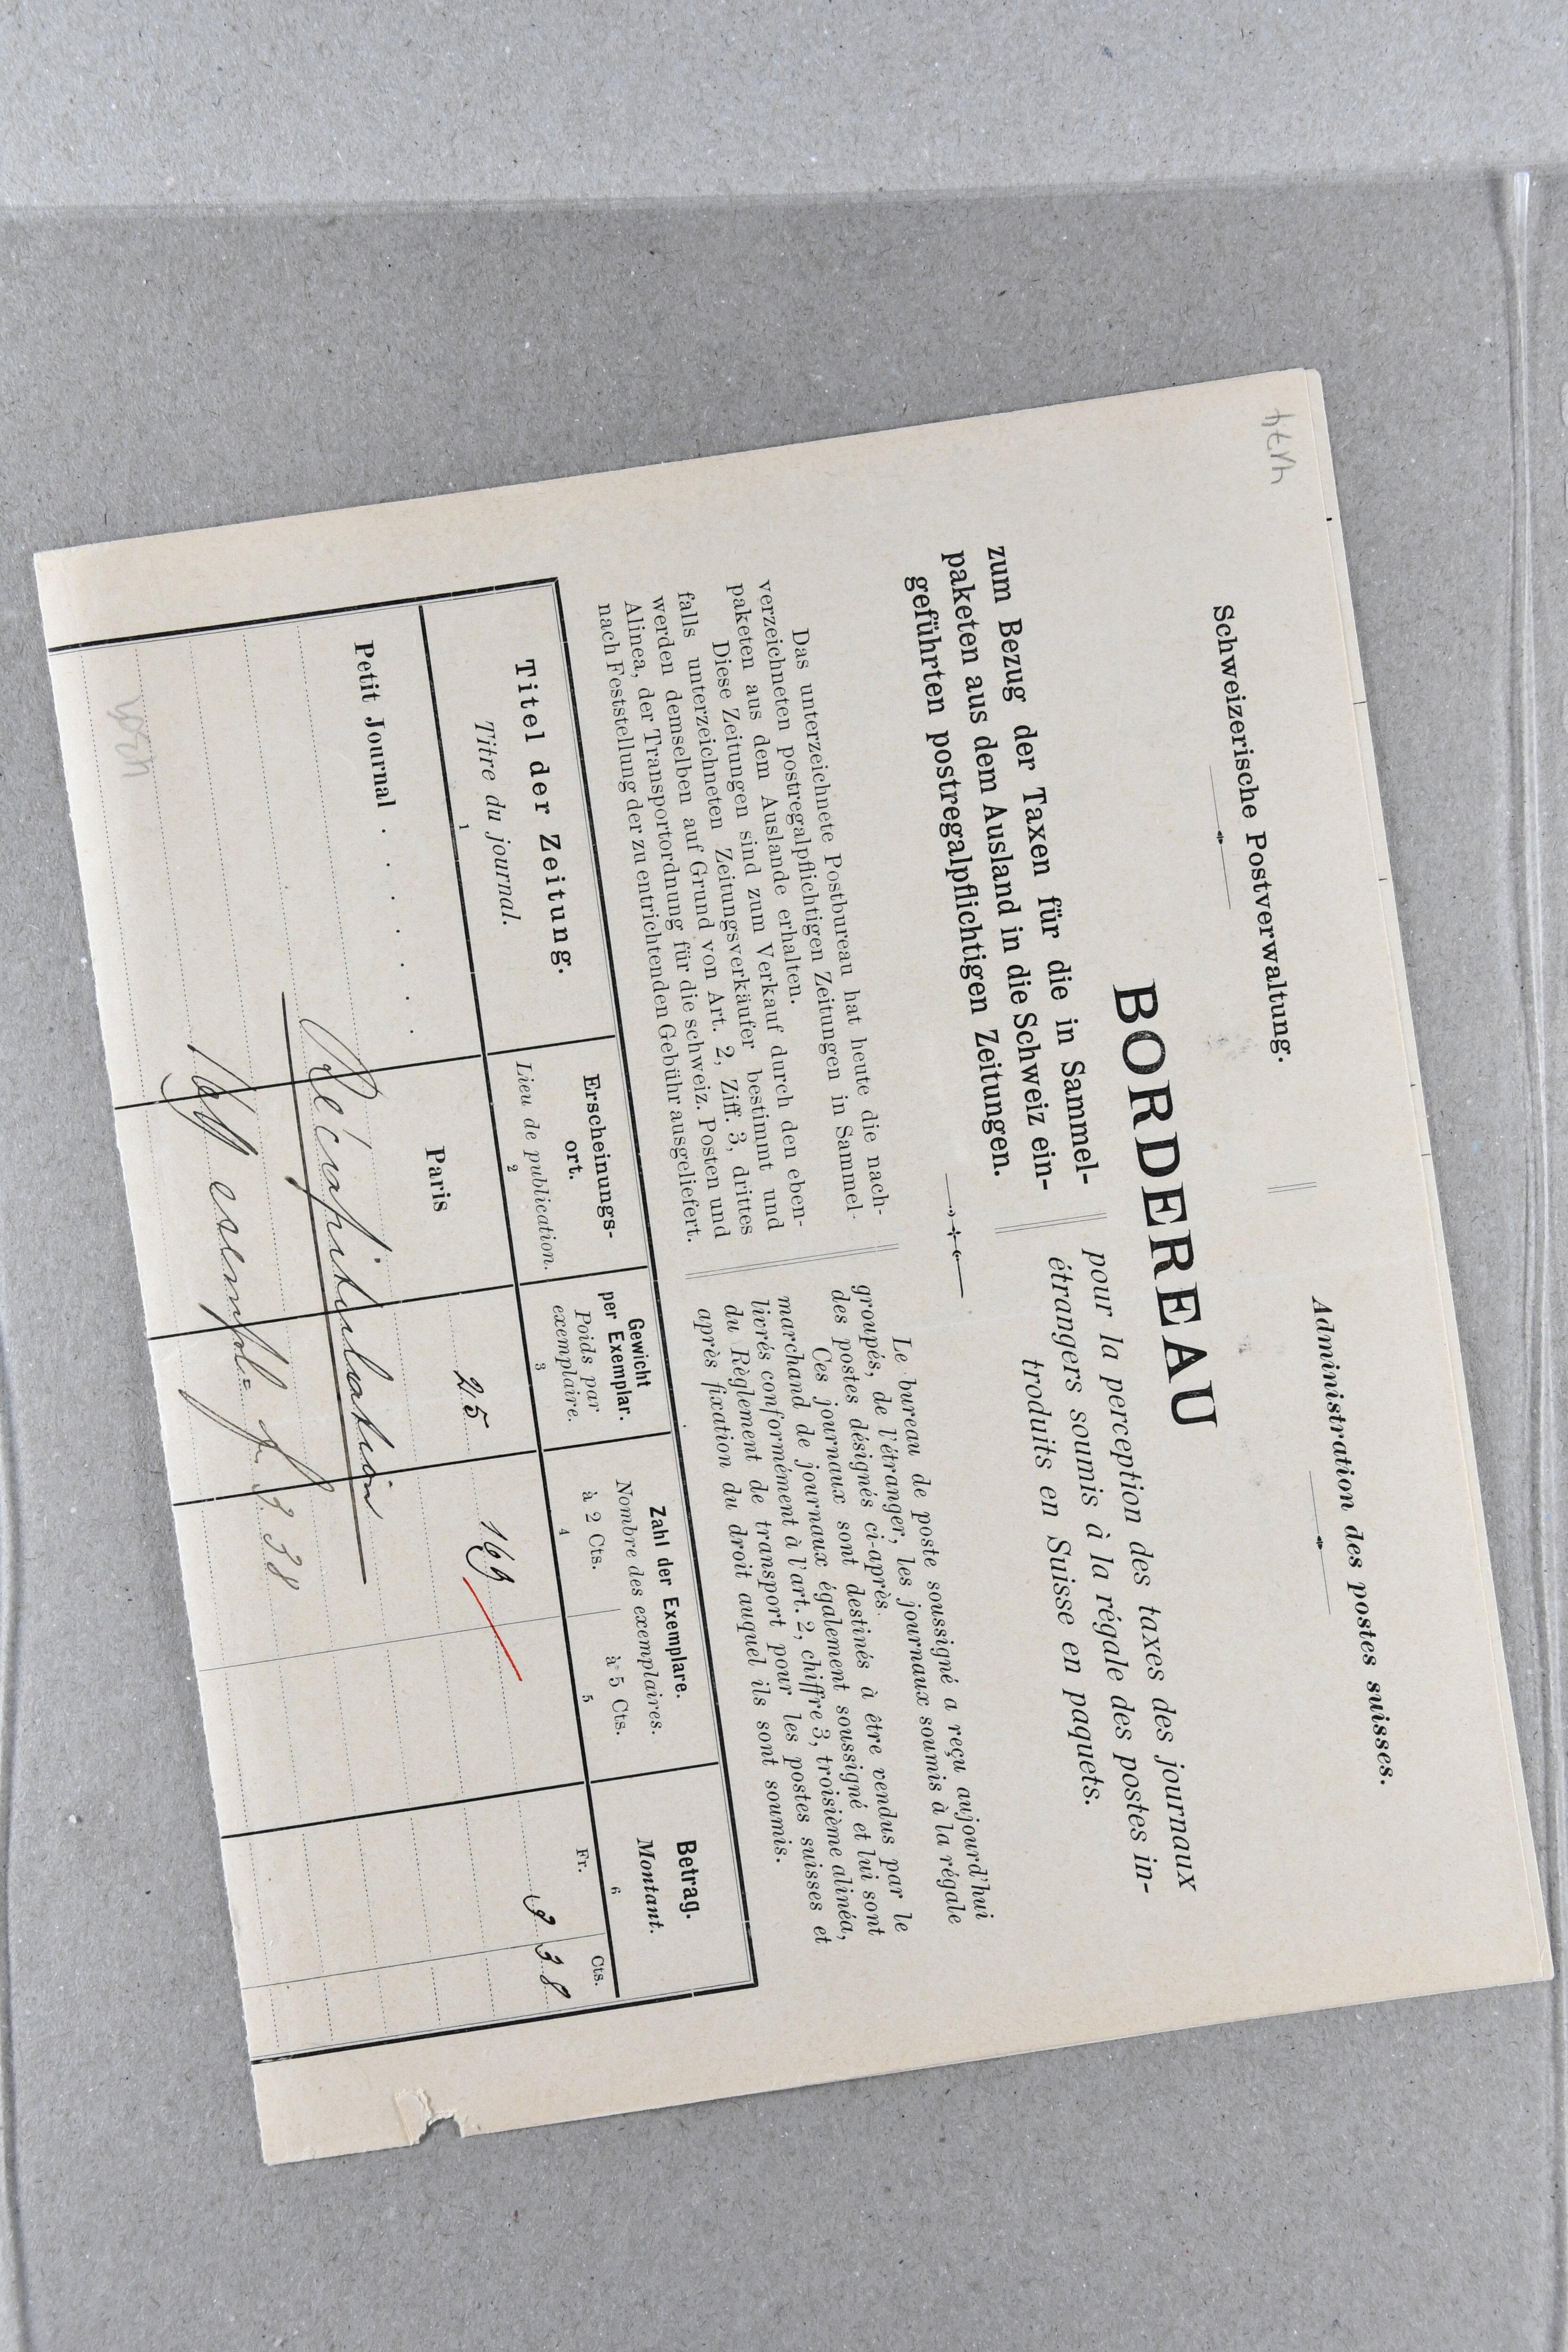 Schweizerische Postverwaltung.
Administration des postes suisses.
BORDEREAU
zum Bezug der Taxen für die in Sammel-
paketen aus dem Ausland in die Schweiz ein-
geführten postregalpflichtigen Zeitungen.
pour la perception des taxes des journaux
étrangers soumis à la régale des postes in-
troduits en Suisse en paquets.
Das unterzeichnete Postbureau hat heute die nach-
verzeichneten postregalpflichtigen Zeitungen in Sammel-
paketen aus dem Auslande erhalten.
Diese Zeitungen sind zum Verkauf durch den eben-
falls unterzeichneten Zeitungsverkäufer bestimmt und
werden demselben auf Grund von Art. 2, Ziff. 3, drittes
Alinea, der Transportordnung für die schweiz. Posten und
nach Feststellung der zu entrichtenden Gebühr ausgeliefert.
Le bureau de poste soussigné a reçu aujourd'hui
groupés, de l'étranger, les journaux soumis à la régale
des postes désignés ci-après.
Ces journaux sont destinés à être vendus par le
marchand de journaux également soussigné et lui sont
livrés conformément à l'art. 2, chiffre 3, troisième alinéa,
du Règlement de transport pour les postes suisses et
après fixation du droit auquel ils sont soumis.
Titel der Zeitung.
Titre du journal.
1
Erscheinungs-
ort.
Lieu de publication.
2
Gewicht
per Exemplar.
Poids par
exemplaire.
3
Zahl der Exemplare.
Nombre des exemplaires.
à 2 Cts.
4
à 5 Cts.
5
Betrag.
Montant.
6
Fr.
Cts.
Petit Journal . . . . . .
Paris
25
169
3 38
Récapitulation
169 exempl. f 3 38